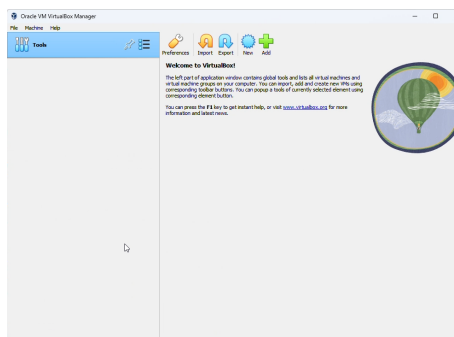 Oracle VM VirtualBox Manager
File Machine Help
Tools
Preferences Import Export New Add
Welcome to VirtualBox!
The left part of application window contains global tools and lists all virtual machines and
virtual machine groups on your computer. You can import, add and create new VMs using
corresponding toolbar buttons. You can popup a tools of currently selected element using
corresponding element button.
You can press the F1 key to get instant help, or visit www.virtualbox.org for more
information and latest news.